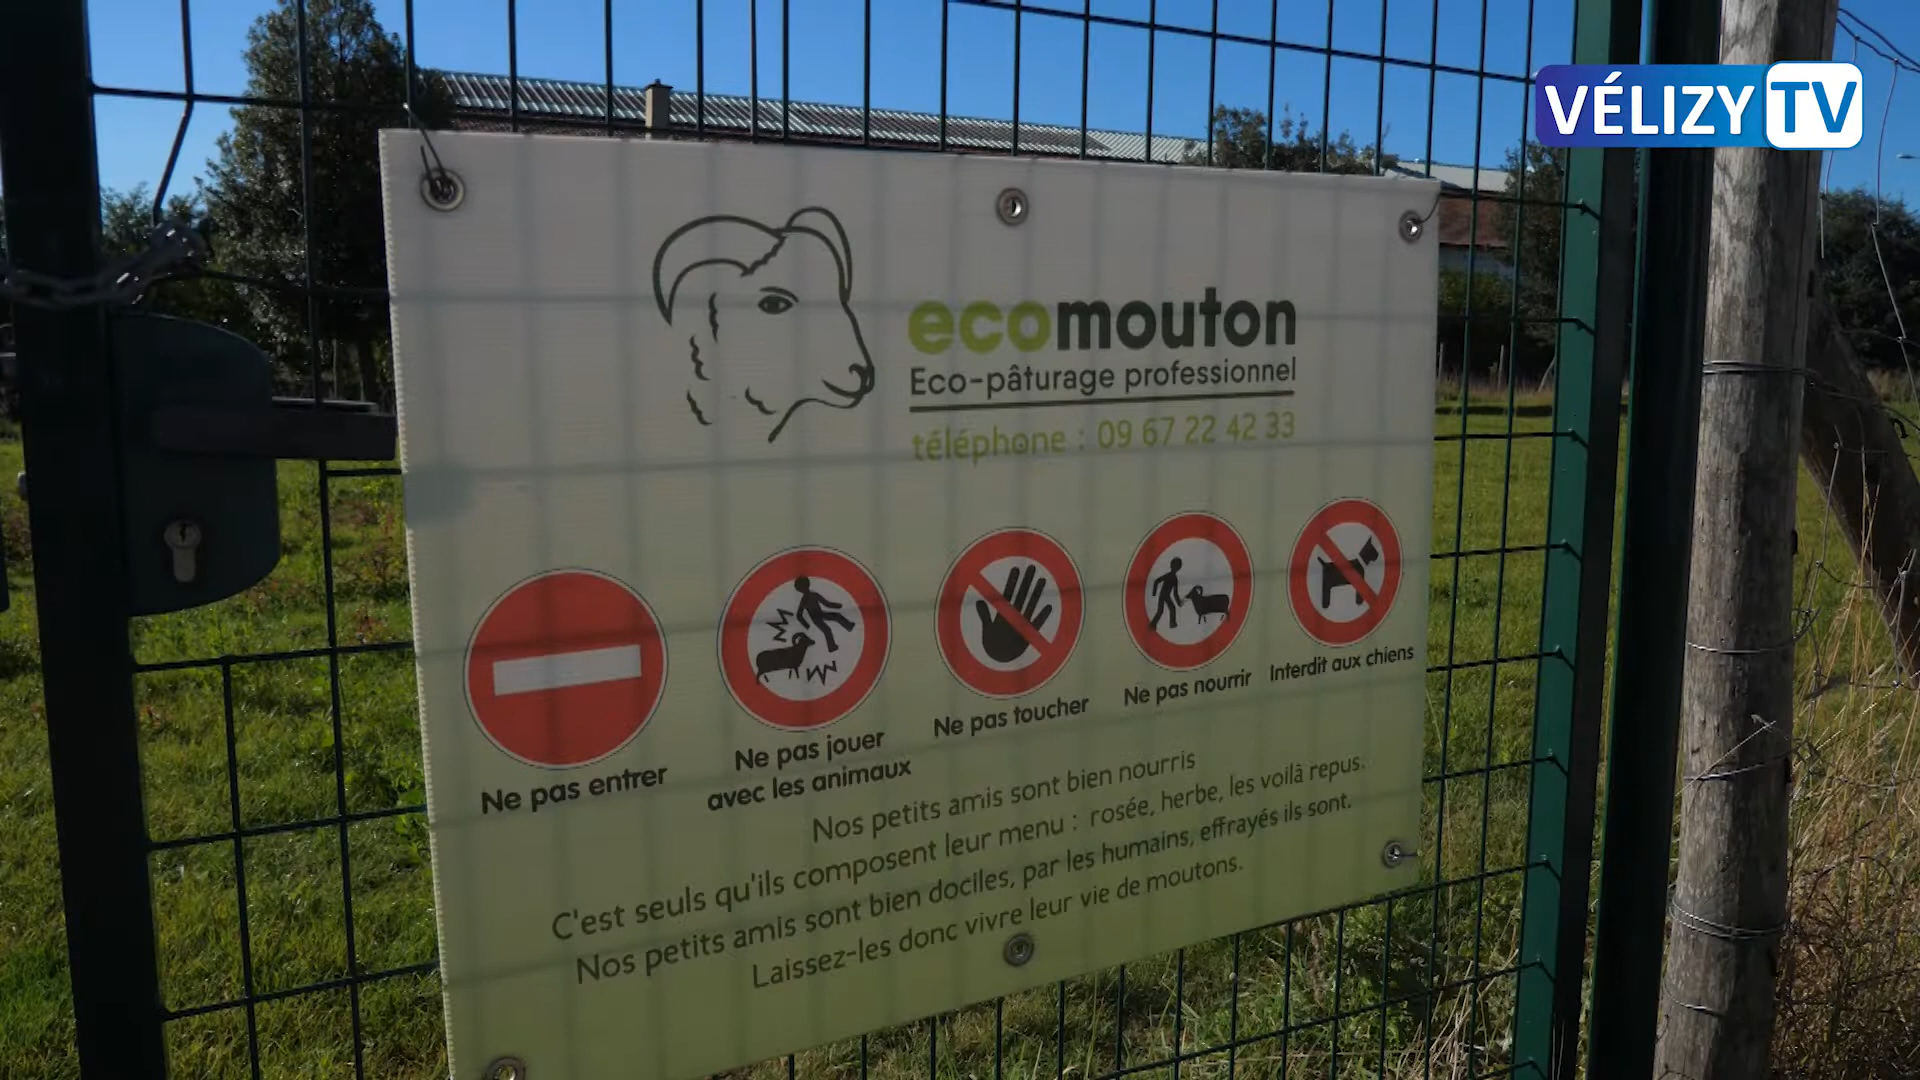 VÉLIZY TV
ecomouton
Eco-pâturage professionnel
téléphone : 09 67 22 42 33
Ne pas entrer
Ne pas jouer
avec les animaux
Ne pas toucher
Ne pas nourrir
Interdit aux chiens
Nos petits amis sont bien nourris
C'est seuls qu'ils composent leur menu : rosée, herbe, les voilà repus.
Nos petits amis sont bien dociles, par les humains, effrayés ils sont.
Laissez-les donc vivre leur vie de moutons.